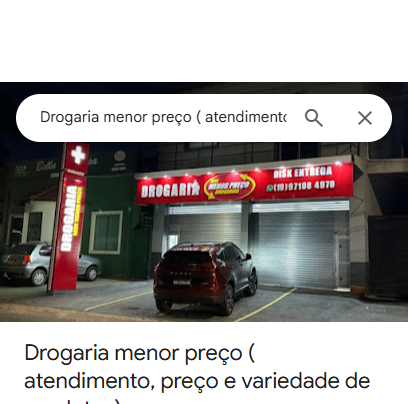 Drogaria menor preço ( atendimento
Bella
DROGARIA
MENOR PREÇO
DISK ENTREGA
(19)97108 4970
DROGARIA
Drogaria menor preço (
atendimento, preço e variedade de